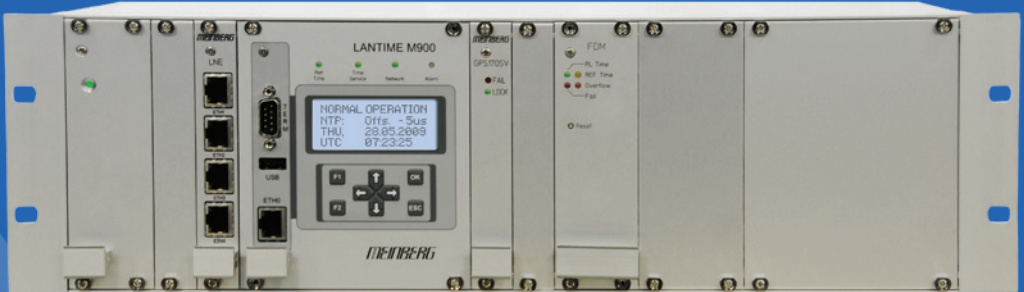 MEINBERG
LNE
ETH1
ETH2
ETH3
ETH4
LANTIME M900
Ref
Time
Time
Service
Network
Alarm
TERM
USB
ETH0
NORMAL OPERATION
NTP: Offs. -5us
THU, 28.05.2009
UTC 07:23:25
F1
OK
F2
ESC
MEINBERG
MEINBERG
GPS170SV
FAIL
LOCK
FDM
PL Time
REF Time
Overflow
Fail
Reset